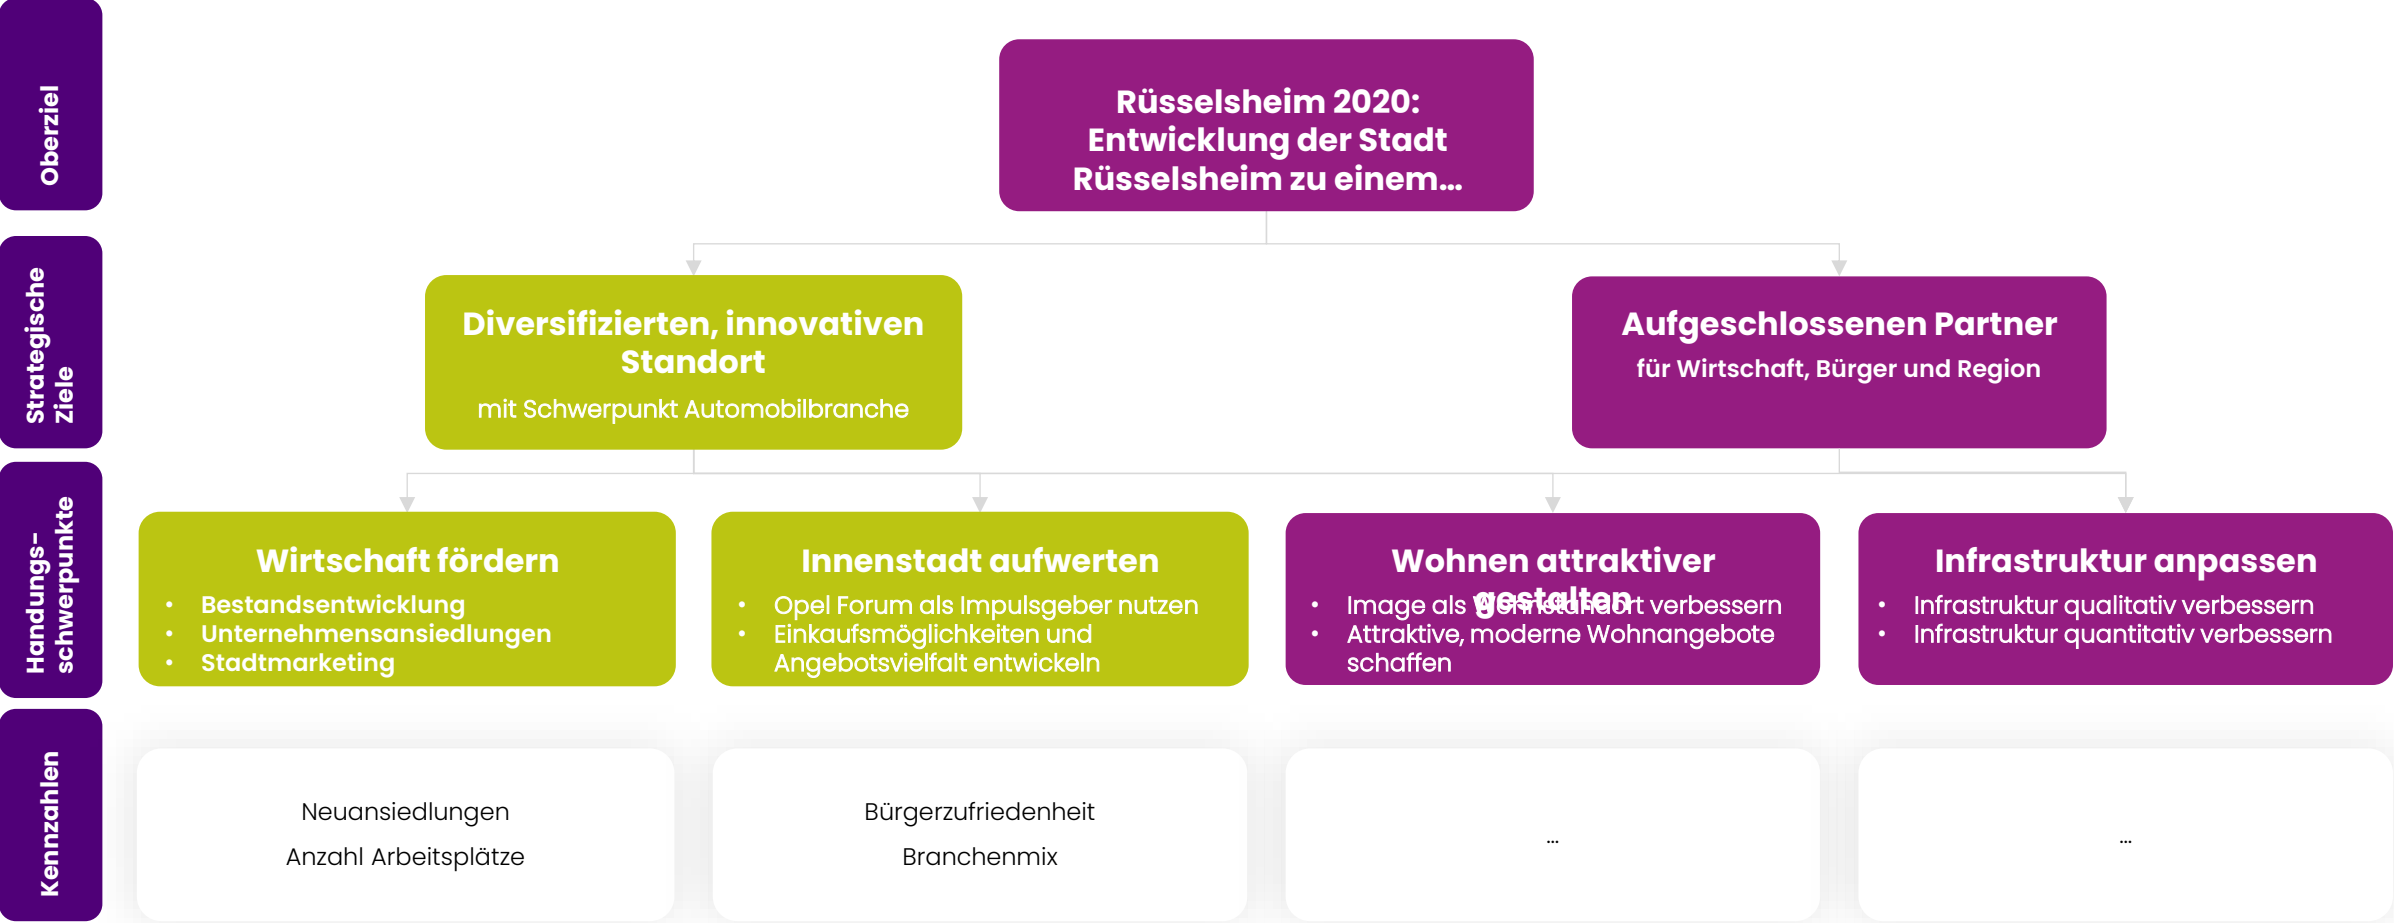 Oberziel
Rüsselsheim 2020:
Entwicklung der Stadt
Rüsselsheim zu einem...
Strategische
ziele
Diversifizierten, innovativen
Standort
mit Schwerpunkt Automobilbranche
Aufgeschlossenen Partner
für Wirtschaft, Bürger und Region
Handlungs-
schwerpunkte
Wirtschaft fördern
• Bestandsentwicklung
• Unternehmensansiedlungen
• Stadtmarketing
Innenstadt aufwerten
• Opel Forum als Impulsgeber nutzen
• Einkaufsmöglichkeiten und
Angebotsvielfalt entwickeln
Wohnen attraktiver
gestalten
• Image als Wohnstandort verbessern
• Attraktive, moderne Wohnangebote
schaffen
Infrastruktur anpassen
• Infrastruktur qualitativ verbessern
• Infrastruktur quantitativ verbessern
Kennzahlen
Neuansiedlungen
Anzahl Arbeitsplätze
Bürgerzufriedenheit
Branchenmix
...
...